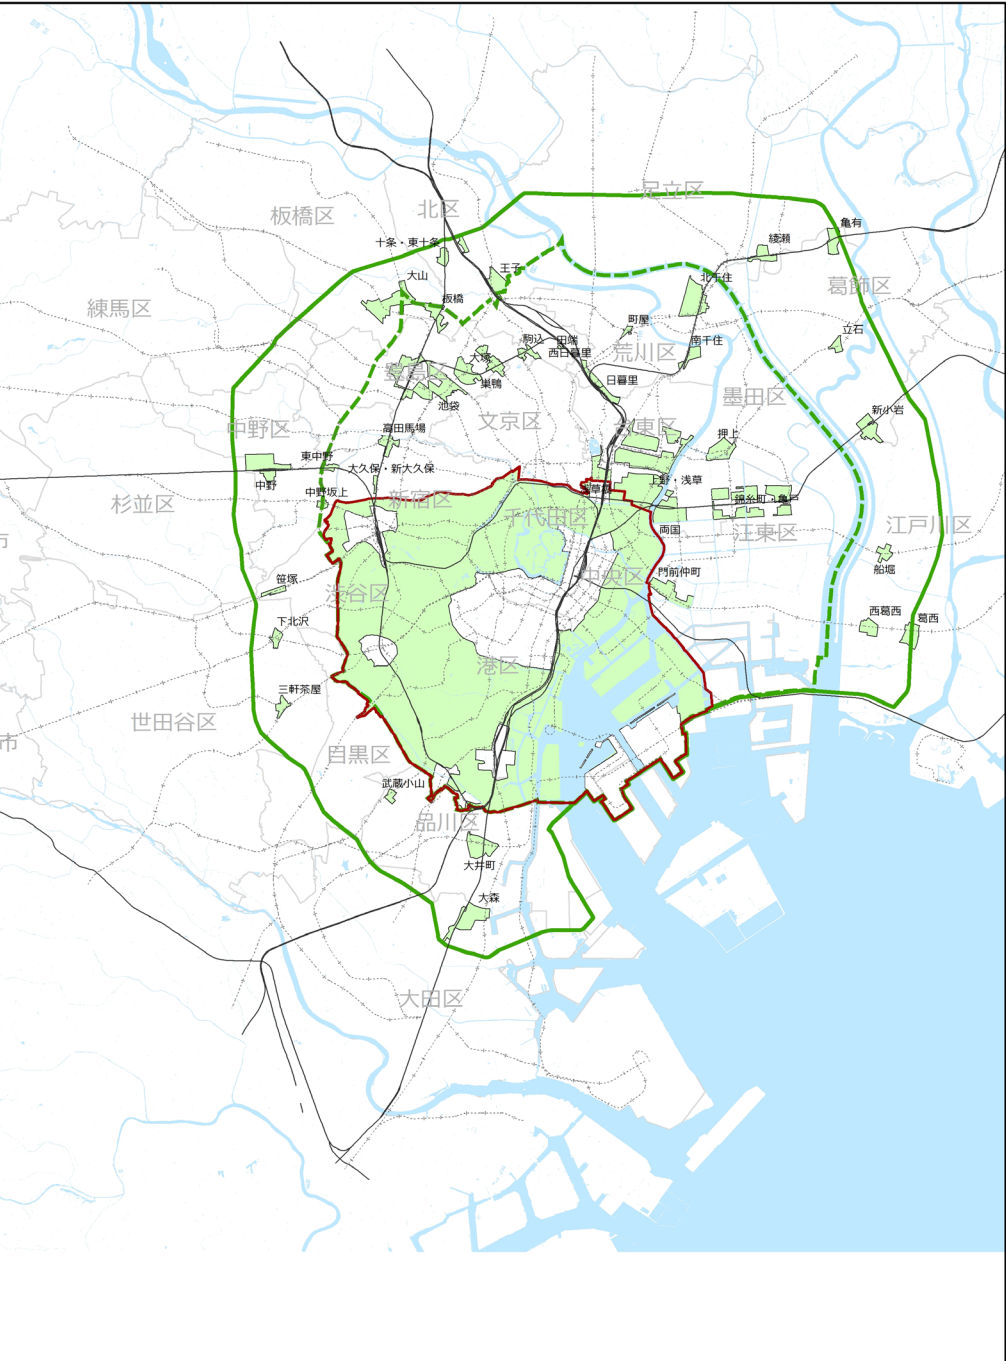 足立区
板橋区
北区
亀有
綾瀬
十条・東十条
王子
大山
北千住
葛飾区
板橋
練馬区
町屋
立石
駒込
田端
南千住
西日暮里
荒川区
大塚
豊島区
巣鴨
日暮里
墨田区
池袋
新小岩
文京区
台東区
中野区
高田馬場
押上
東中野
大久保・新大久保
上野・浅草
中野
浅草橋
中野坂上
新宿区
錦糸町・亀戸
杉並区
千代田区
江戸川区
両国
江東区
市
船堀
門前仲町
中央区
笹塚
渋谷区
西葛西
葛西
下北沢
港区
三軒茶屋
世田谷区
市
目黒区
武蔵小山
品川区
大井町
大森
大田区